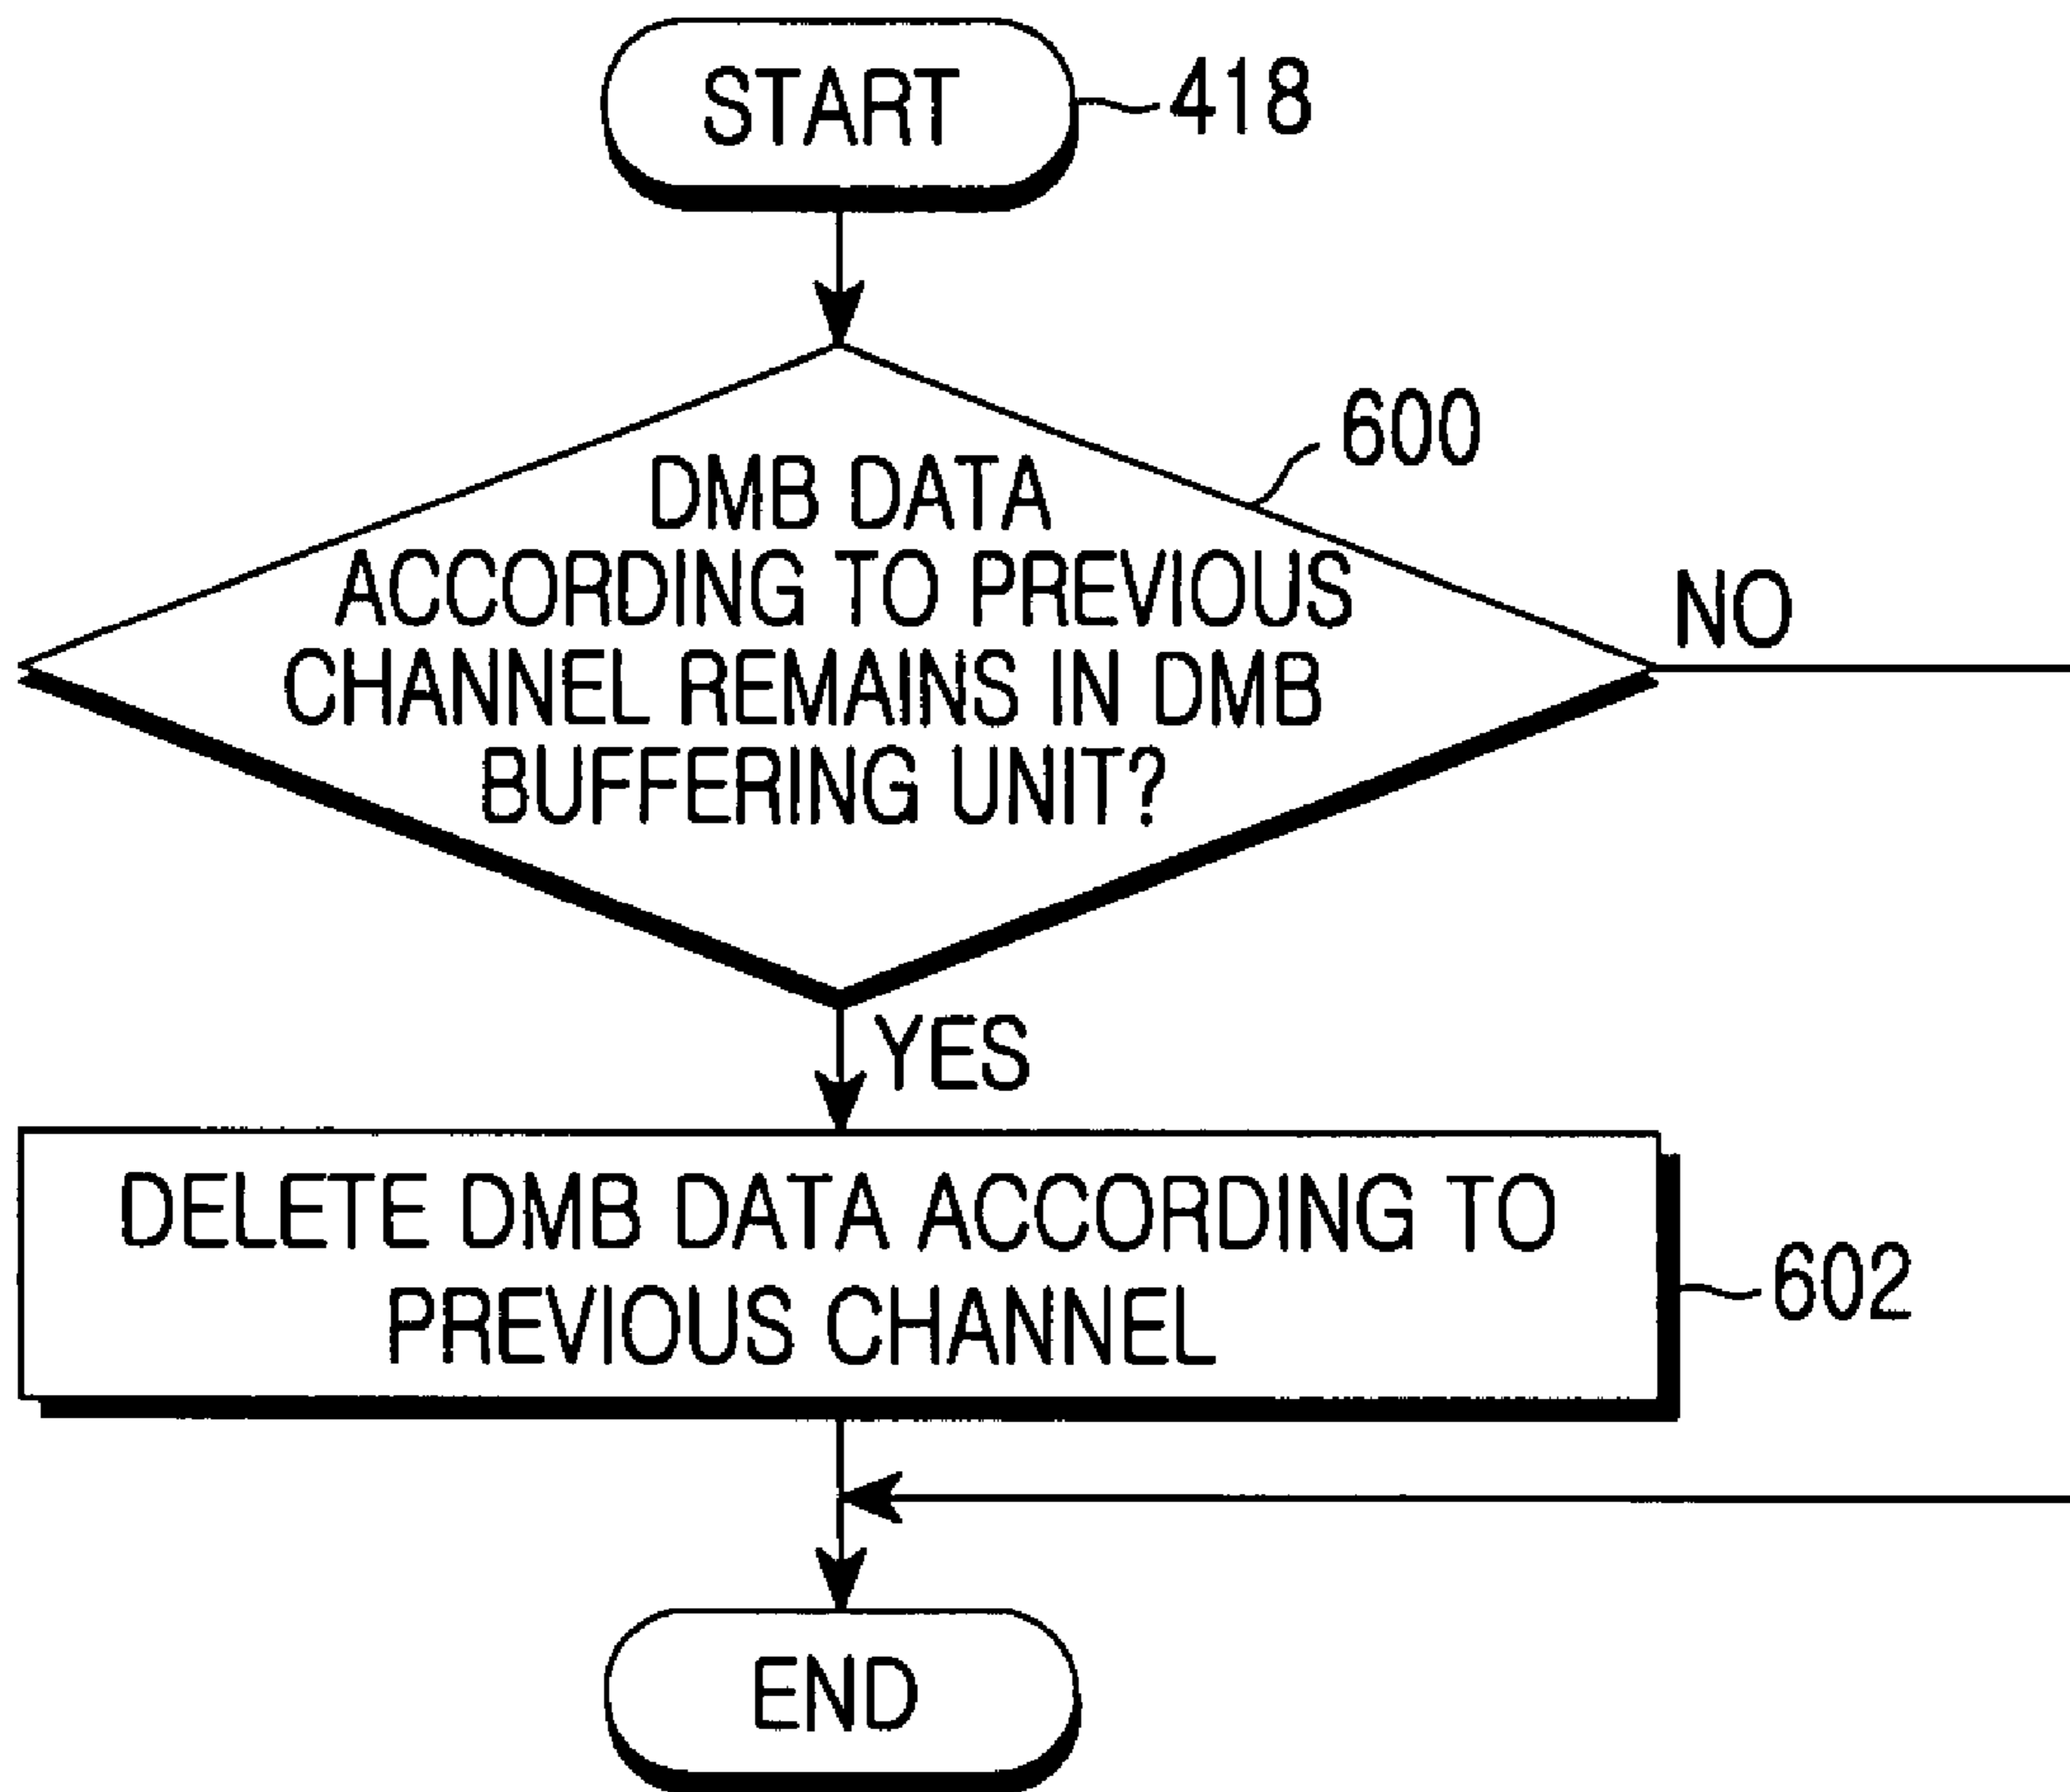 START
418
600
DMB DATA
ACCORDING TO PREVIOUS
CHANNEL REMAINS IN DMB
BUFFERING UNIT?
NO
YES
DELETE DMB DATA ACCORDING TO
PREVIOUS CHANNEL
602
END